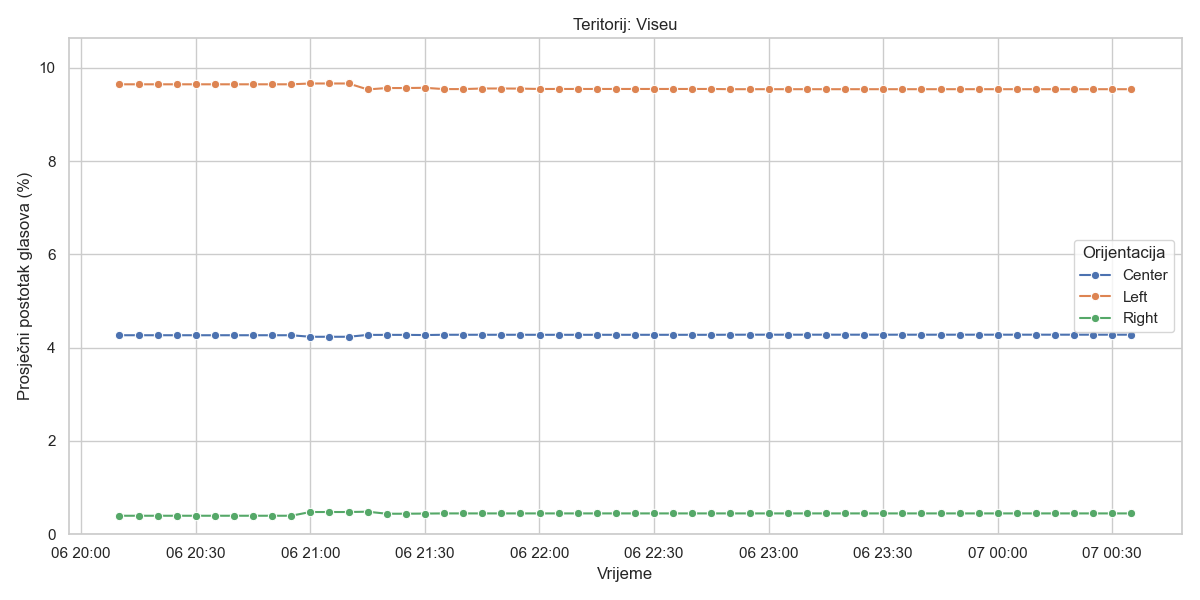 Teritorij: Viseu
Prosječni postotak glasova (%)
10
8
6
4
2
0
Orijentacija
Center
Left
Right
06 20:00 06 20:30 06 21:00 06 21:30 06 22:00 06 22:30 06 23:00 06 23:30 07 00:00 07 00:30
Vrijeme